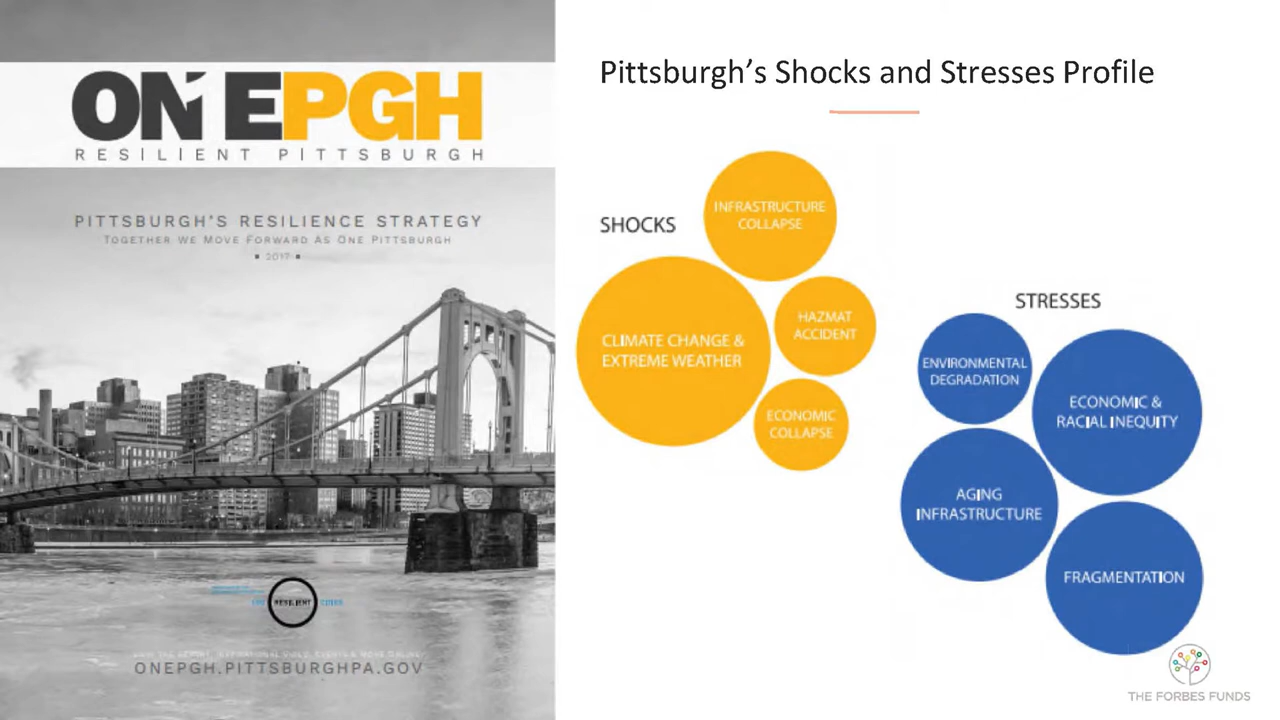 ONEPGH
RESILIENT PITTSBURGH
PITTSBURGH'S RESILIENCE STRATEGY
TOGETHER WE MOVE FORWARD AS ONE PITTSBURGH
2017
RESILIENT
ONEPGH.PITTSBURGHPA.GOV
Pittsburgh's Shocks and Stresses Profile
SHOCKS
INFRASTRUCTURE
COLLAPSE
CLIMATE CHANGE &
EXTREME WEATHER
HAZMAT
ACCIDENT
ECONOMIC
COLLAPSE
STRESSES
ENVIRONMENTAL
DEGRADATION
ECONOMIC &
RACIAL INEQUITY
AGING
INFRASTRUCTURE
FRAGMENTATION
THE FORBES FUNDS